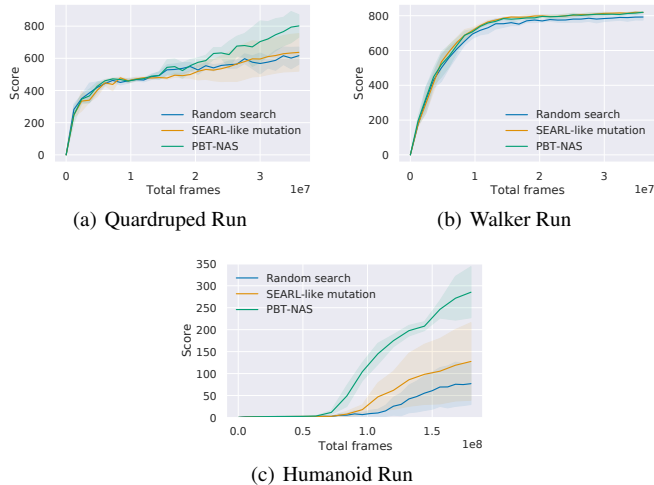 800
600
400
200
0
Score
Random search
SEARL-like mutation
PBT-NAS
0 1 2 3
Total frames 1e7
(a) Quardruped Run
800
600
400
200
0
Score
Random search
SEARL-like mutation
PBT-NAS
0 1 2 3
Total frames 1e7
(b) Walker Run
350
300
250
200
150
100
50
0
Score
Random search
SEARL-like mutation
PBT-NAS
0.0 0.5 1.0 1.5
Total frames 1e8
(c) Humanoid Run